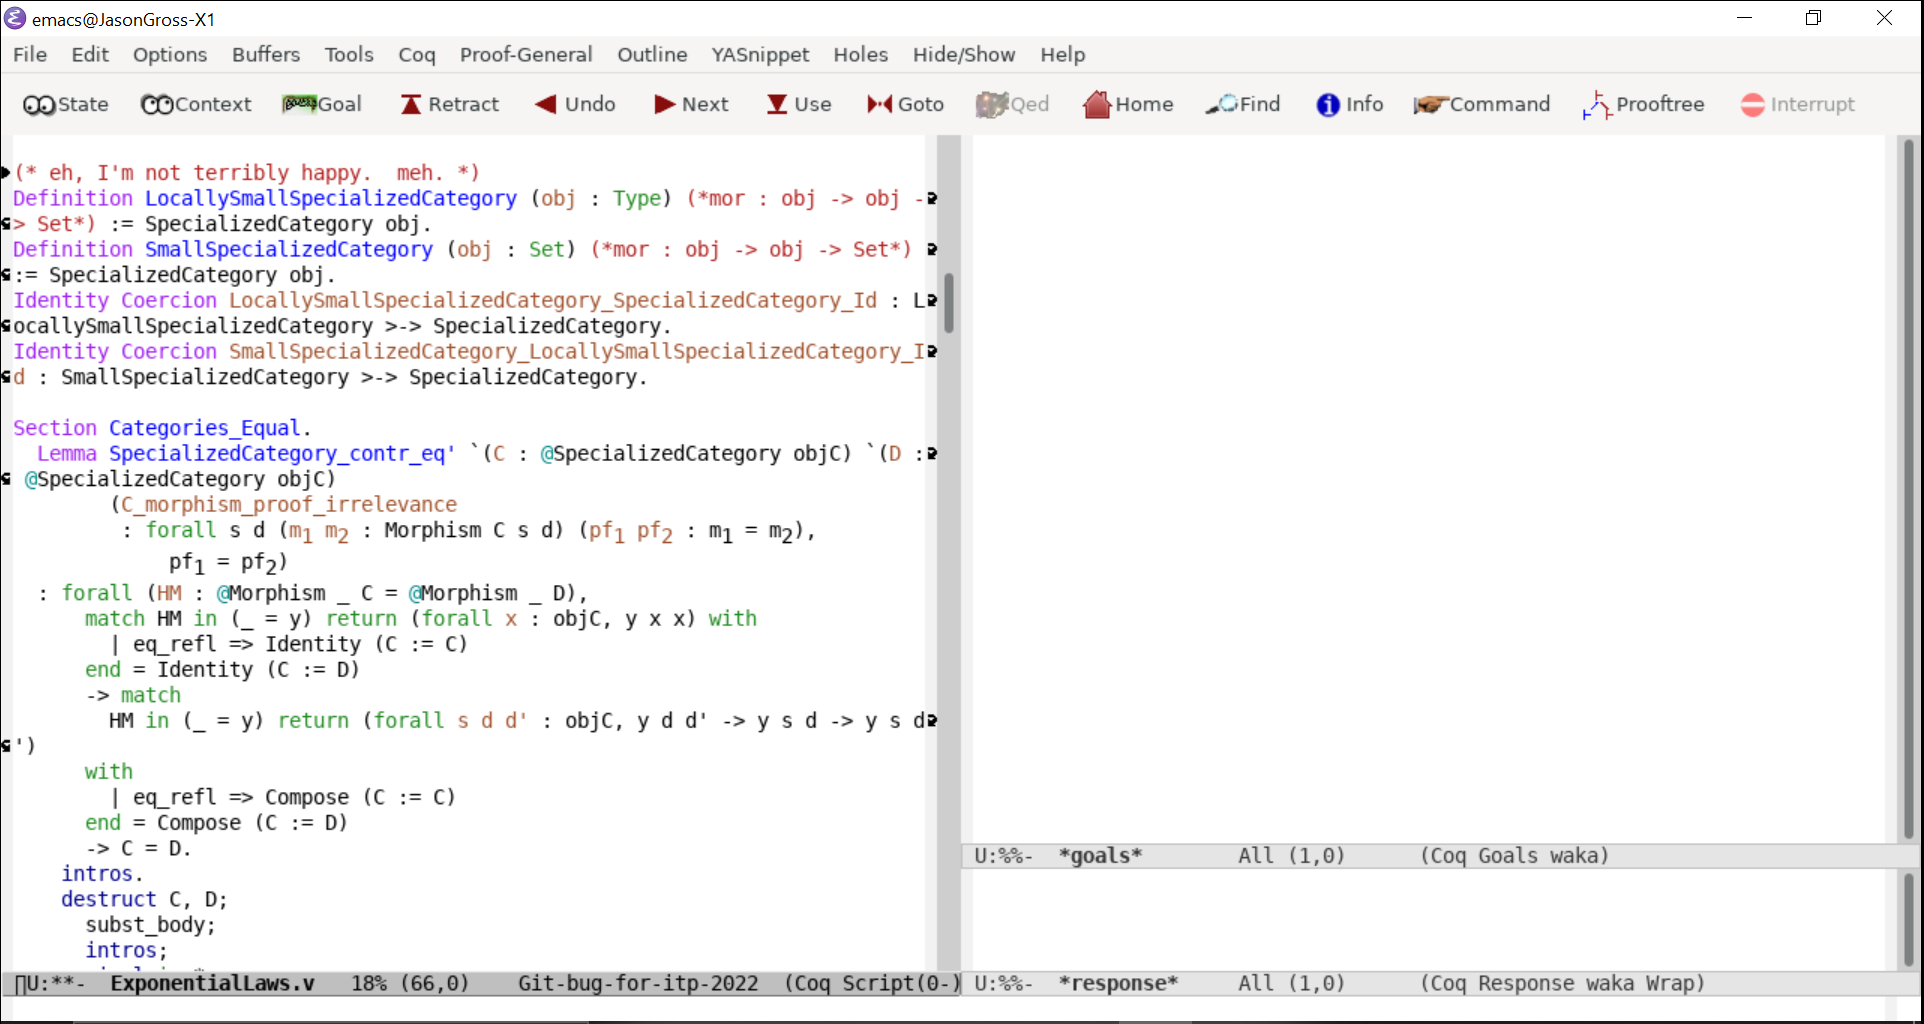 emacs@JasonGross-X1
File Edit Options Buffers Tools Coq Proof-General Outline YASnippet Holes Hide/Show Help
State Context Goal Retract Undo Next Use Goto Qed Home Find Info Command Prooftree Interrupt
(* eh, I'm not terribly happy.  meh. *)
Definition LocallySmallSpecializedCategory (obj : Type) (*mor : obj -> obj -
> Set*) := SpecializedCategory obj.
Definition SmallSpecializedCategory (obj : Set) (*mor : obj -> obj -> Set*)
:= SpecializedCategory obj.
Identity Coercion LocallySmallSpecializedCategory_SpecializedCategory_Id : L
ocallySmallSpecializedCategory >-> SpecializedCategory.
Identity Coercion SmallSpecializedCategory_LocallySmallSpecializedCategory_I
d : SmallSpecializedCategory >-> SpecializedCategory.
Section Categories_Equal.
  Lemma SpecializedCategory_contr_eq' `(C : @SpecializedCategory objC) `(D :
 @SpecializedCategory objC)
        (C_morphism_proof_irrelevance
         : forall s d (m1 m2 : Morphism C s d) (pf1 pf2 : m1 = m2),
             pf1 = pf2)
  : forall (HM : @Morphism _ C = @Morphism _ D),
      match HM in (_ = y) return (forall x : objC, y x x) with
        | eq_refl => Identity (C := C)
      end = Identity (C := D)
      -> match
        HM in (_ = y) return (forall s d d' : objC, y d d' -> y s d -> y s d
')
      with
        | eq_refl => Compose (C := C)
      end = Compose (C := D)
      -> C = D.
    intros.
    destruct C, D;
      subst_body;
      intros;
U:**-  ExponentialLaws.v   18% (66,0)    Git-bug-for-itp-2022  (Coq Script(0-)
U:%%-  *goals*        All (1,0)      (Coq Goals waka)
U:%%-  *response*     All (1,0)      (Coq Response waka Wrap)